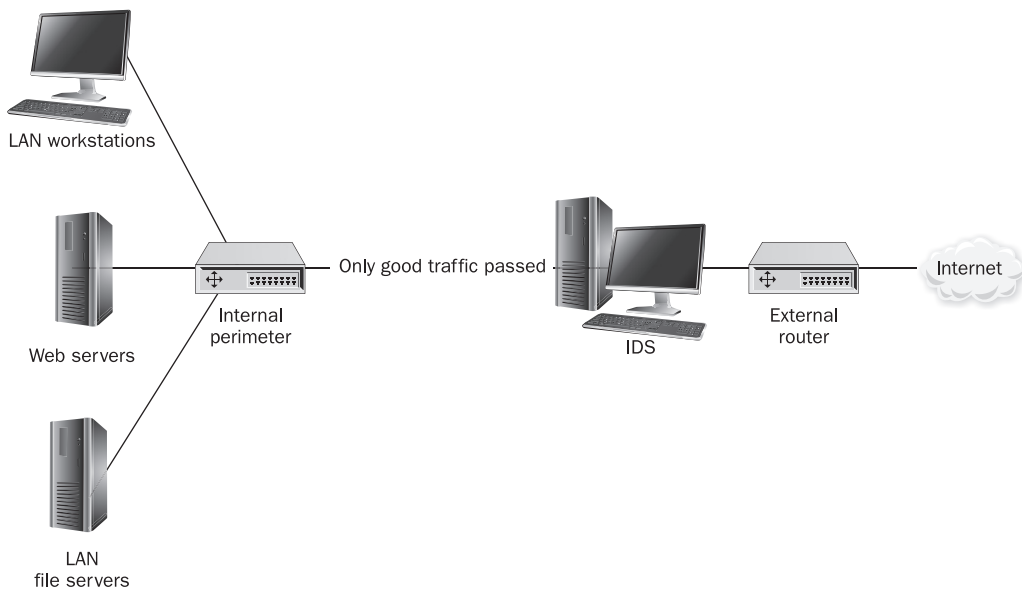 LAN workstations
Web servers
LAN
file servers
Internal
perimeter
Only good traffic passed
IDS
External
router
Internet